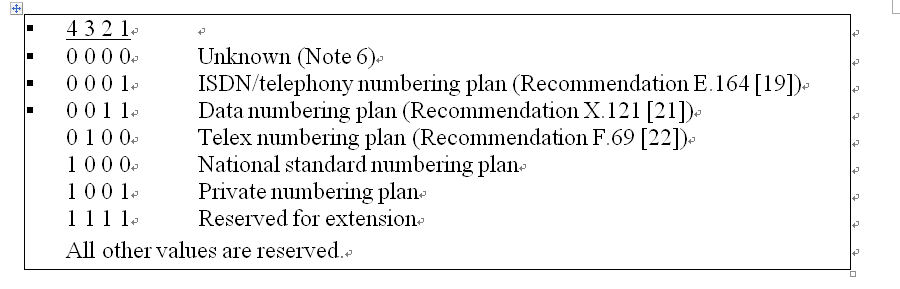 4 3 2 1
0 0 0 0 Unknown (Note 6)
0 0 0 1 ISDN/telephony numbering plan (Recommendation E.164 [19])
0 0 1 1 Data numbering plan (Recommendation X.121 [21])
0 1 0 0 Telex numbering plan (Recommendation F.69 [22])
1 0 0 0 National standard numbering plan
1 0 0 1 Private numbering plan
1 1 1 1 Reserved for extension
All other values are reserved.